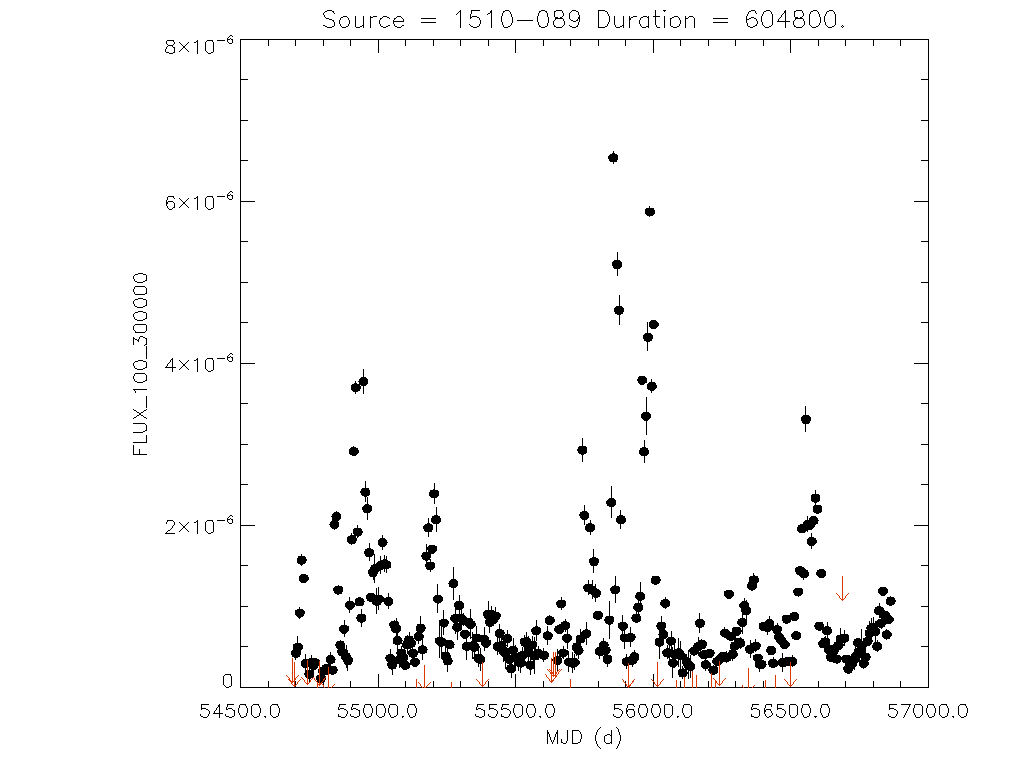 Source = 1510−089 Duration = 604800.
8×10⁻⁶
6×10⁻⁶
4×10⁻⁶
2×10⁻⁶
0
FLUX_100_300000
54500.0 55000.0 55500.0 56000.0 56500.0 57000.0
MJD (d)